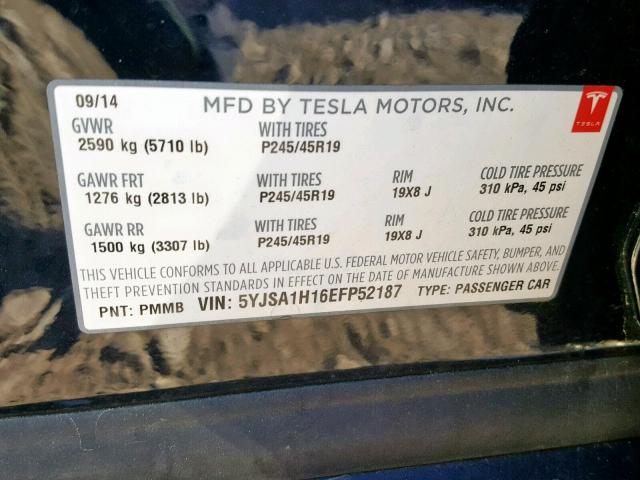 09/14 MFD BY TESLA MOTORS, INC.
TESLA
GVWR WITH TIRES
2590 kg (5710 lb) P245/45R19
GAWR FRT WITH TIRES RIM COLD TIRE PRESSURE
1276 kg (2813 lb) P245/45R19 19X8 J 310 kPa, 45 psi
GAWR RR WITH TIRES RIM COLD TIRE PRESSURE
1500 kg (3307 lb) P245/45R19 19X8 J 310 kPa, 45 psi
THIS VEHICLE CONFORMS TO ALL APPLICABLE U.S. FEDERAL MOTOR VEHICLE SAFETY, BUMPER, AND
THEFT PREVENTION STANDARDS IN EFFECT ON THE DATE OF MANUFACTURE SHOWN ABOVE.
PNT: PMMB VIN: 5YJSA1H16EFP52187 TYPE: PASSENGER CAR